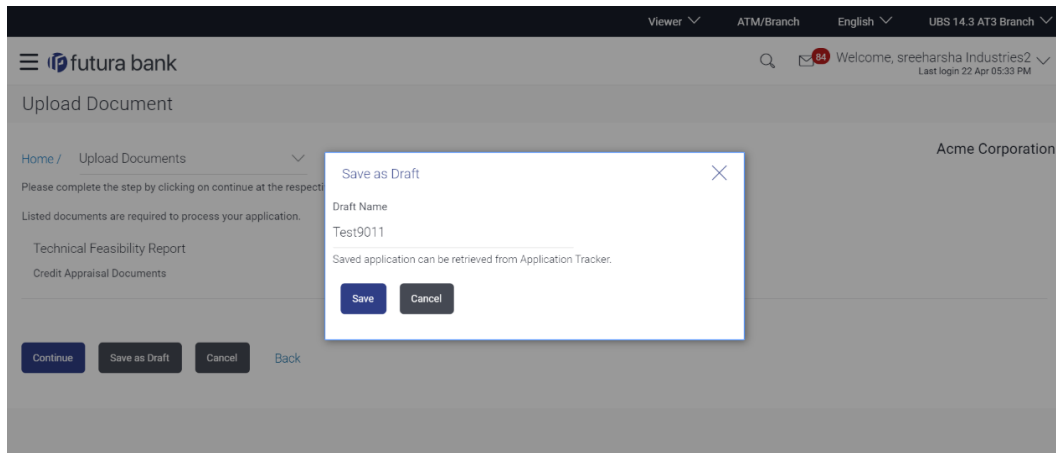 Viewer ATM/Branch English UBS 14.3 AT3 Branch
futura bank
84 Welcome, sreeharsha Industries2
Last login 22 Apr 05:33 PM
Upload Document
Home / Upload Documents
Acme Corporation
Please complete the step by clicking on continue at the
Listed documents are required to process your application.
Technical Feasibility Report
Credit Appraisal Documents
Save as Draft
Draft Name
Test9011
Saved application can be retrieved from Application Tracker.
Save Cancel
Continue Save as Draft Cancel Back